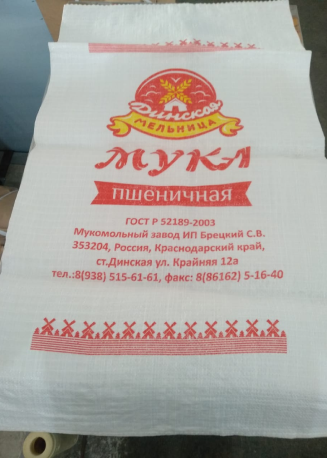 Динская
МЕЛЬНИЦА
МУКА
пшеничная
ГОСТ Р 52189-2003
Мукомольный завод ИП Брецкий С.В.
353204, Россия, Краснодарский край,
ст.Динская ул. Крайняя 12а
тел.:8(938) 515-61-61, факс: 8(86162) 5-16-40